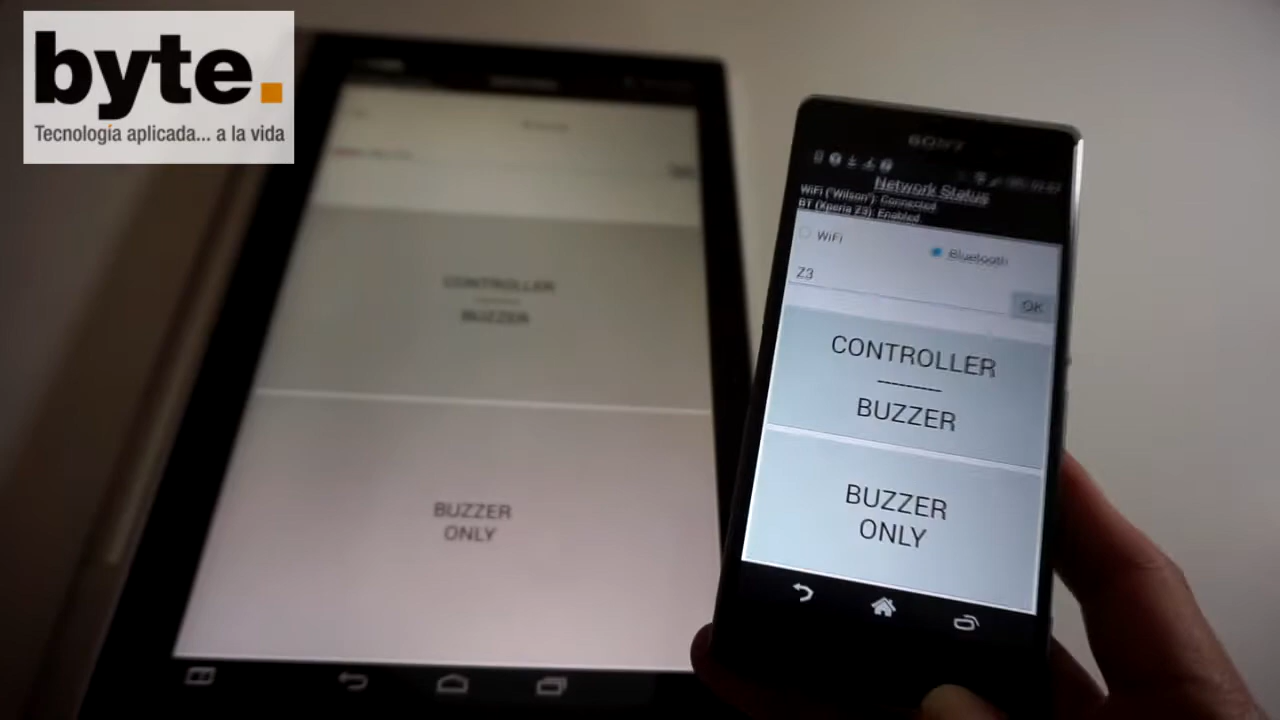 byte.
Tecnología aplicada... a la vida
CONTROLLER
BUZZER
BUZZER
ONLY
SONY
Network Status
WiFi ("Wilson"): Connected
BT (Xperia Z3): Enabled
WiFi
Bluetooth
Z3
OK
CONTROLLER
BUZZER
BUZZER
ONLY